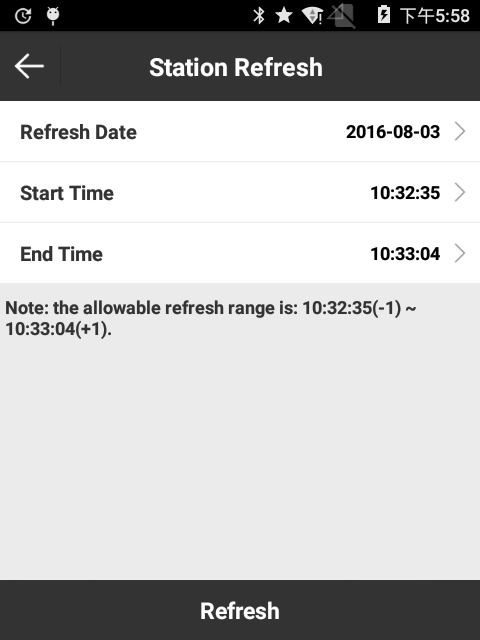 下午5:58
Station Refresh
Refresh Date 2016-08-03
Start Time 10:32:35
End Time 10:33:04
Note: the allowable refresh range is: 10:32:35(-1) ~
10:33:04(+1).
Refresh